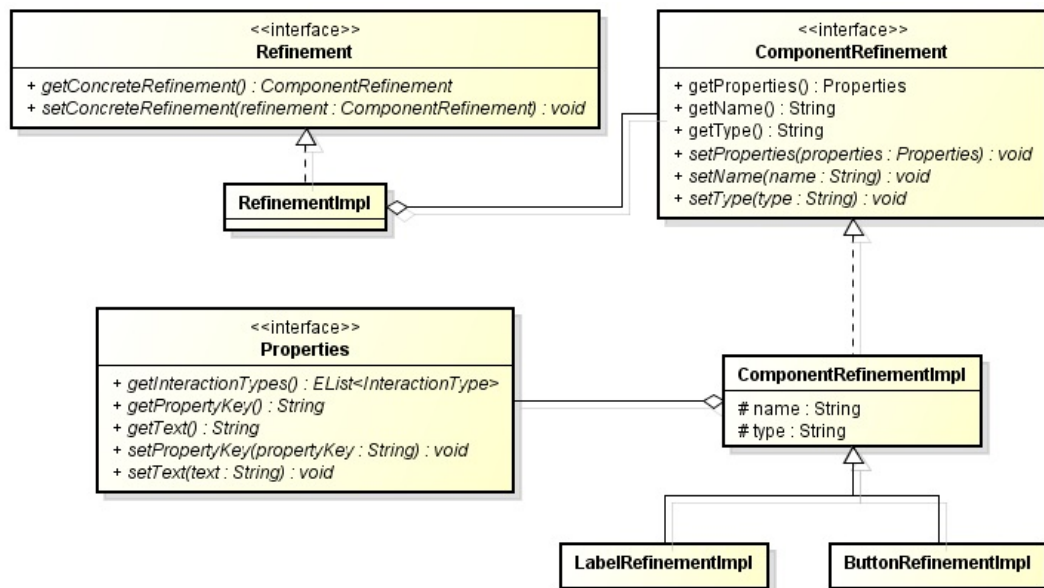 <<interface>>
Refinement
+ getConcreteRefinement() : ComponentRefinement
+ setConcreteRefinement(refinement : ComponentRefinement) : void
<<interface>>
ComponentRefinement
+ getProperties() : Properties
+ getName() : String
+ getType() : String
+ setProperties(properties : Properties) : void
+ setName(name : String) : void
+ setType(type : String) : void
RefinementImpl
<<interface>>
Properties
+ getInteractionTypes() : EList<InteractionType>
+ getPropertyKey() : String
+ getText() : String
+ setPropertyKey(propertyKey : String) : void
+ setText(text : String) : void
ComponentRefinementImpl
# name : String
# type : String
LabelRefinementImpl
ButtonRefinementImpl